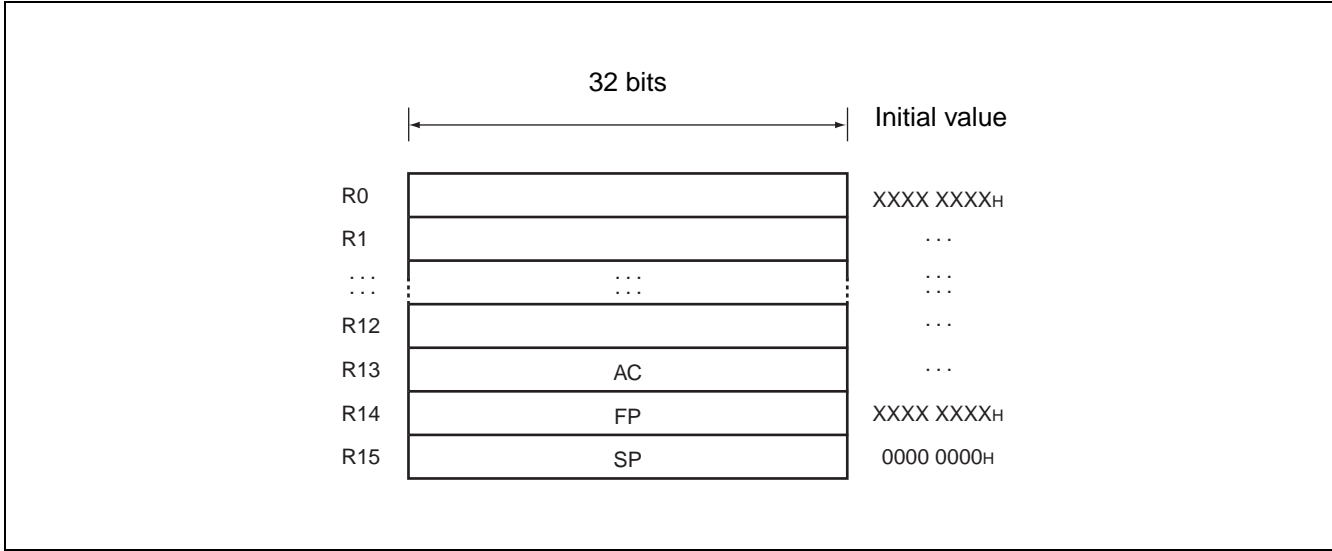 32 bits
Initial value
R0 XXXX XXXXH
R1 ...
... ... ...
... ... ...
R12 ...
R13 AC ...
R14 FP XXXX XXXXH
R15 SP 0000 0000H